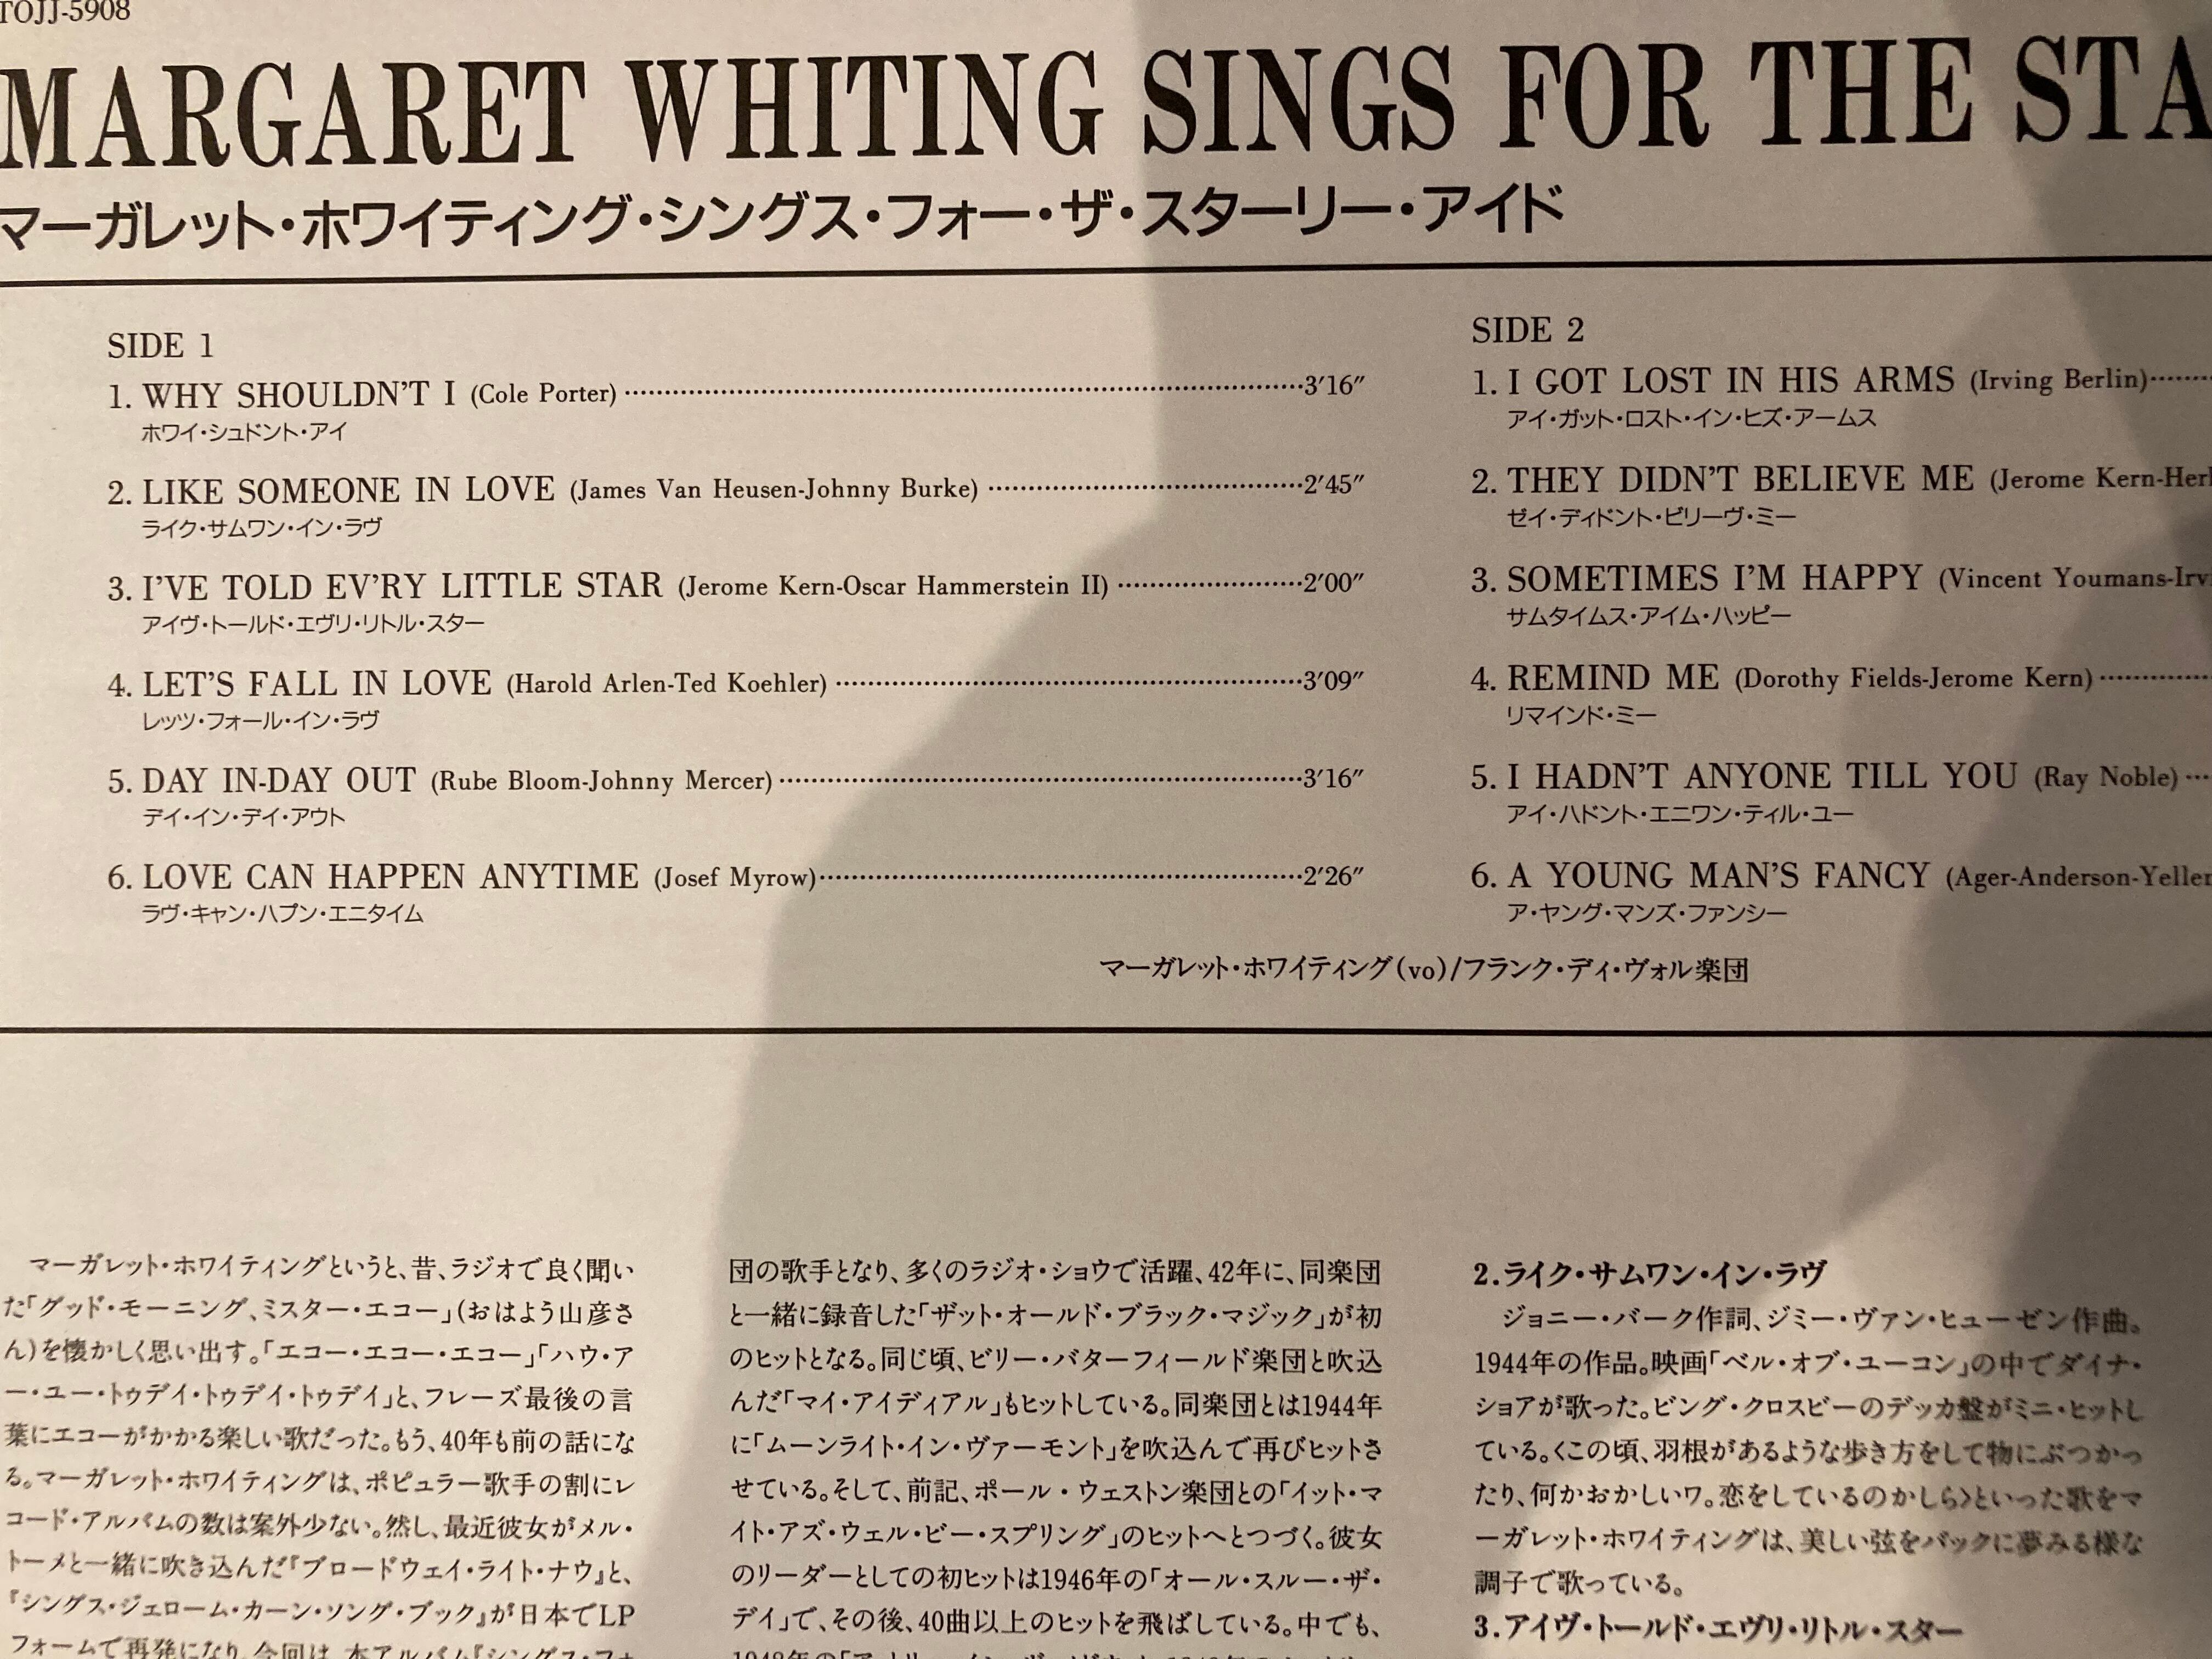 TOJJ-5908
MARGARET WHITING SINGS FOR THE STA
マーガレット・ホワイティング・シングス・フォー・ザ・スターリー・アイド
SIDE 1
1. WHY SHOULDN'T I (Cole Porter) 3′16″
ホワイ・シュドント・アイ
2. LIKE SOMEONE IN LOVE (James Van Heusen-Johnny Burke) 2′45″
ライク・サムワン・イン・ラヴ
3. I'VE TOLD EV'RY LITTLE STAR (Jerome Kern-Oscar Hammerstein II) 2′00″
アイヴ・トールド・エヴリ・リトル・スター
4. LET'S FALL IN LOVE (Harold Arlen-Ted Koehler) 3′09″
レッツ・フォール・イン・ラヴ
5. DAY IN-DAY OUT (Rube Bloom-Johnny Mercer) 3′16″
デイ・イン・デイ・アウト
6. LOVE CAN HAPPEN ANYTIME (Josef Myrow) 2′26″
ラヴ・キャン・ハプン・エニタイム
SIDE 2
1. I GOT LOST IN HIS ARMS (Irving Berlin)
アイ・ガット・ロスト・イン・ヒズ・アームス
2. THEY DIDN'T BELIEVE ME (Jerome Kern-Her
ゼイ・ディドント・ビリーヴ・ミー
3. SOMETIMES I'M HAPPY (Vincent Youmans-Irv
サムタイムス・アイム・ハッピー
4. REMIND ME (Dorothy Fields-Jerome Kern)
リマインド・ミー
5. I HADN'T ANYONE TILL YOU (Ray Noble)
アイ・ハドント・エニワン・ティル・ユー
6. A YOUNG MAN'S FANCY (Ager-Anderson-Yellen
ア・ヤング・マンズ・ファンシー
マーガレット・ホワイティング(vo)/フランク・ディ・ヴォル楽団
マーガレット・ホワイティングというと、昔、ラジオで良く聞い
た「グッド・モーニング、ミスター・エコー」(おはよう山彦さ
ん)を懐かしく思い出す。「エコー・エコー・エコー」「ハウ・ア
ー・ユー・トゥデイ・トゥデイ・トゥデイ」と、フレーズ最後の言
葉にエコーがかかる楽しい歌だった。もう、40年も前の話にな
る。マーガレット・ホワイティングは、ポピュラー歌手の割にレ
コード・アルバムの数は案外少ない。然し、最近彼女がメル・
トーメと一緒に吹き込んだ『ブロードウェイ・ライト・ナウ』と、
『シングス・ジェローム・カーン・ソング・ブック』が日本でLP
フォームで再発になり、今回は、本アルバム『シングス・フォ
団の歌手となり、多くのラジオ・ショウで活躍、42年に、同楽団
と一緒に録音した「ザット・オールド・ブラック・マジック」が初
のヒットとなる。同じ頃、ビリー・バターフィールド楽団と吹込
んだ「マイ・アイディアル」もヒットしている。同楽団とは1944年
に「ムーンライト・イン・ヴァーモント」を吹込んで再びヒットさ
せている。そして、前記、ポール・ウェストン楽団との「イット・マ
イト・アズ・ウェル・ビー・スプリング」のヒットへとつづく。彼女
のリーダーとしての初ヒットは1946年の「オール・スルー・ザ・
デイ」で、その後、40曲以上のヒットを飛ばしている。中でも、
2.ライク・サムワン・イン・ラヴ
ジョニー・バーク作詞、ジミー・ヴァン・ヒューゼン作曲。
1944年の作品。映画「ベル・オブ・ユーコン」の中でダイナ・
ショアが歌った。ビング・クロスビーのデッカ盤がミニ・ヒットし
ている。〈この頃、羽根があるような歩き方をして物にぶつかっ
たり、何かおかしいワ。恋をしているのかしら〉といった歌をマ
ーガレット・ホワイティングは、美しい弦をバックに夢みる様な
調子で歌っている。
3.アイヴ・トールド・エヴリ・リトル・スター